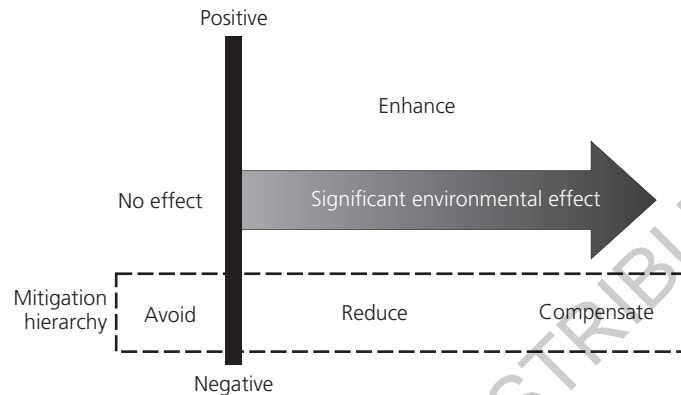 Positive
Enhance
No effect
Significant environmental effect
Mitigation
hierarchy
Avoid
Reduce
Compensate
Negative